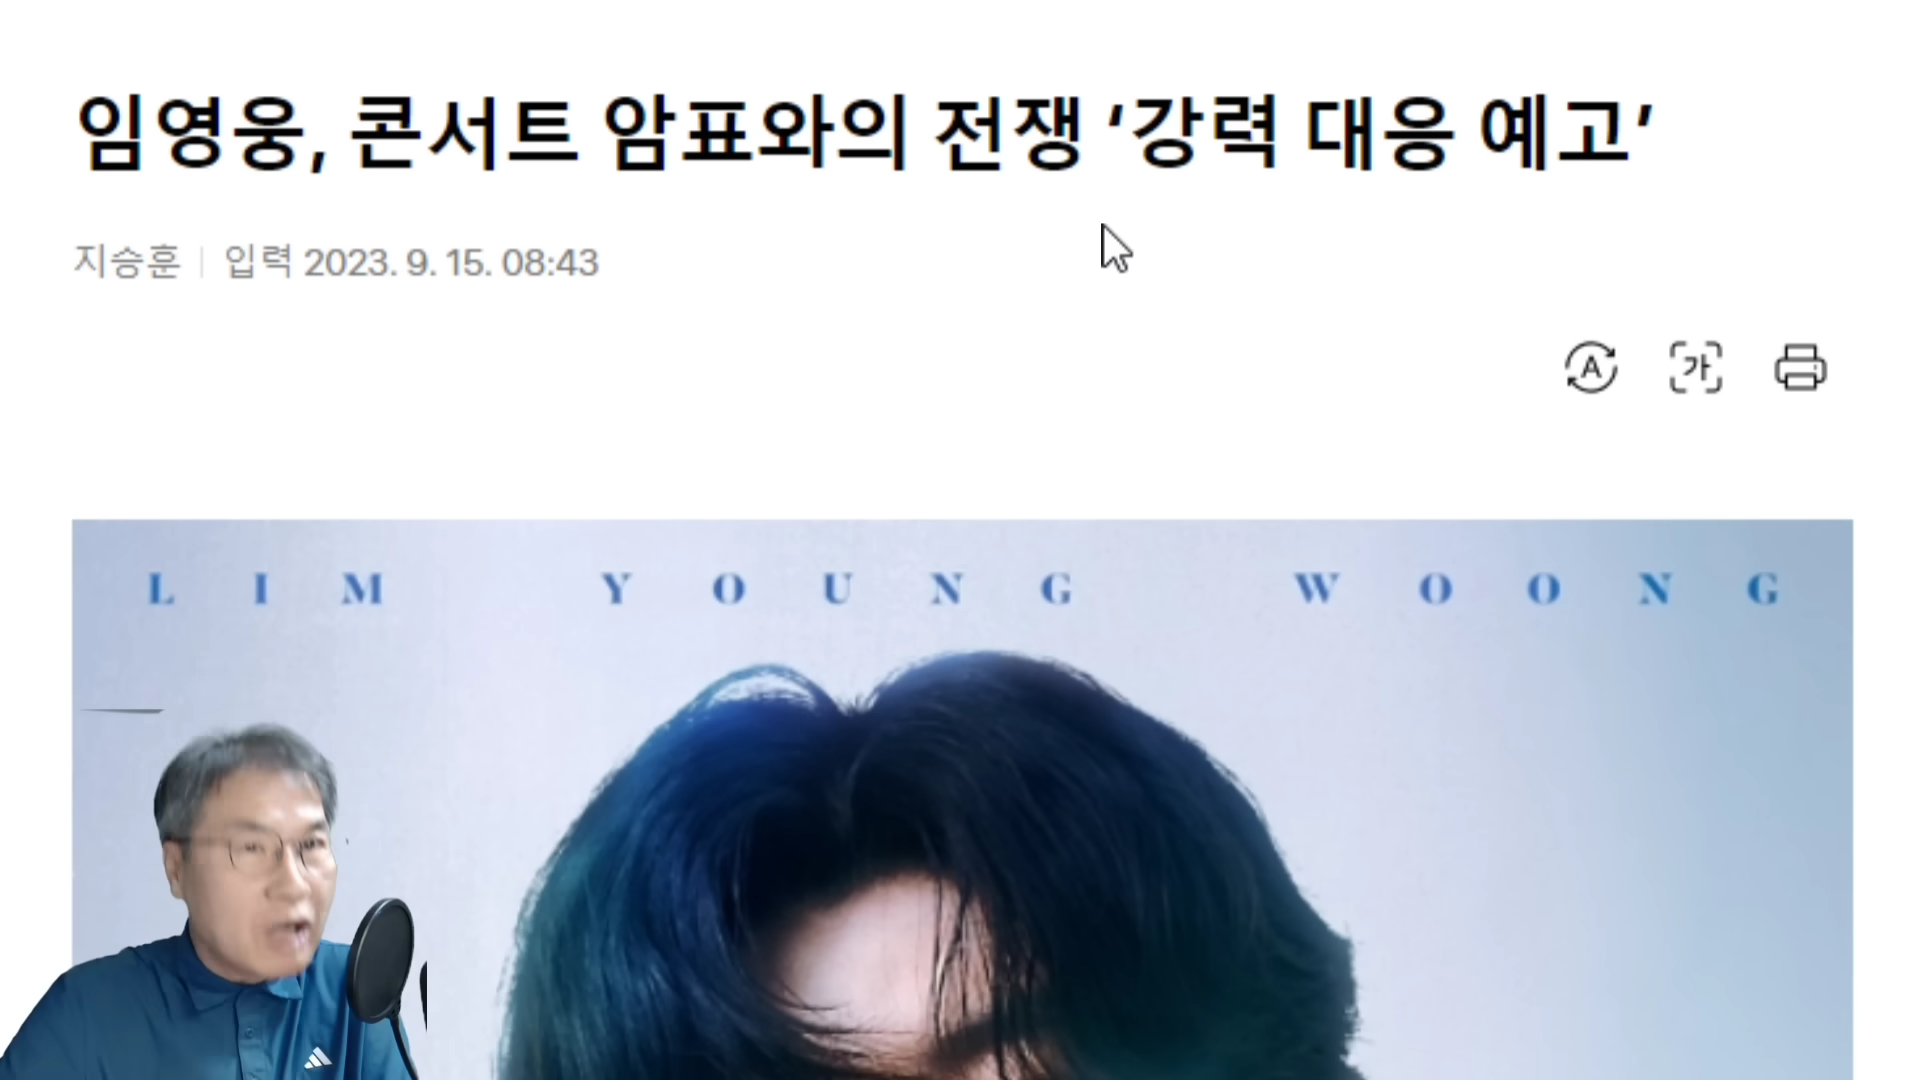 임영웅, 콘서트 암표와의 전쟁 ‘강력 대응 예고’
지승훈 입력 2023. 9. 15. 08:43
A 가
LIM YOUNG WOONG